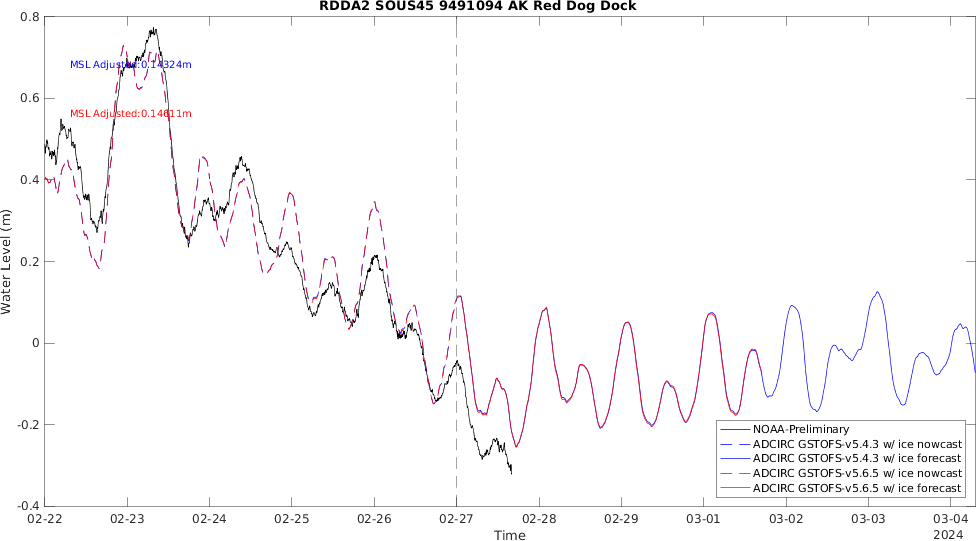 RDDA2 SOUS45 9491094 AK Red Dog Dock
0.8
MSL Adjusted:0.14324m
0.6
MSL Adjusted:0.14611m
0.4
Water Level (m)
0.2
0
-0.2
-0.4
NOAA-Preliminary
ADCIRC GSTOFS-v5.4.3 w/ ice nowcast
ADCIRC GSTOFS-v5.4.3 w/ ice forecast
ADCIRC GSTOFS-v5.6.5 w/ ice nowcast
ADCIRC GSTOFS-v5.6.5 w/ ice forecast
02-22 02-23 02-24 02-25 02-26 02-27 02-28 02-29 03-01 03-02 03-03 03-04
Time
2024